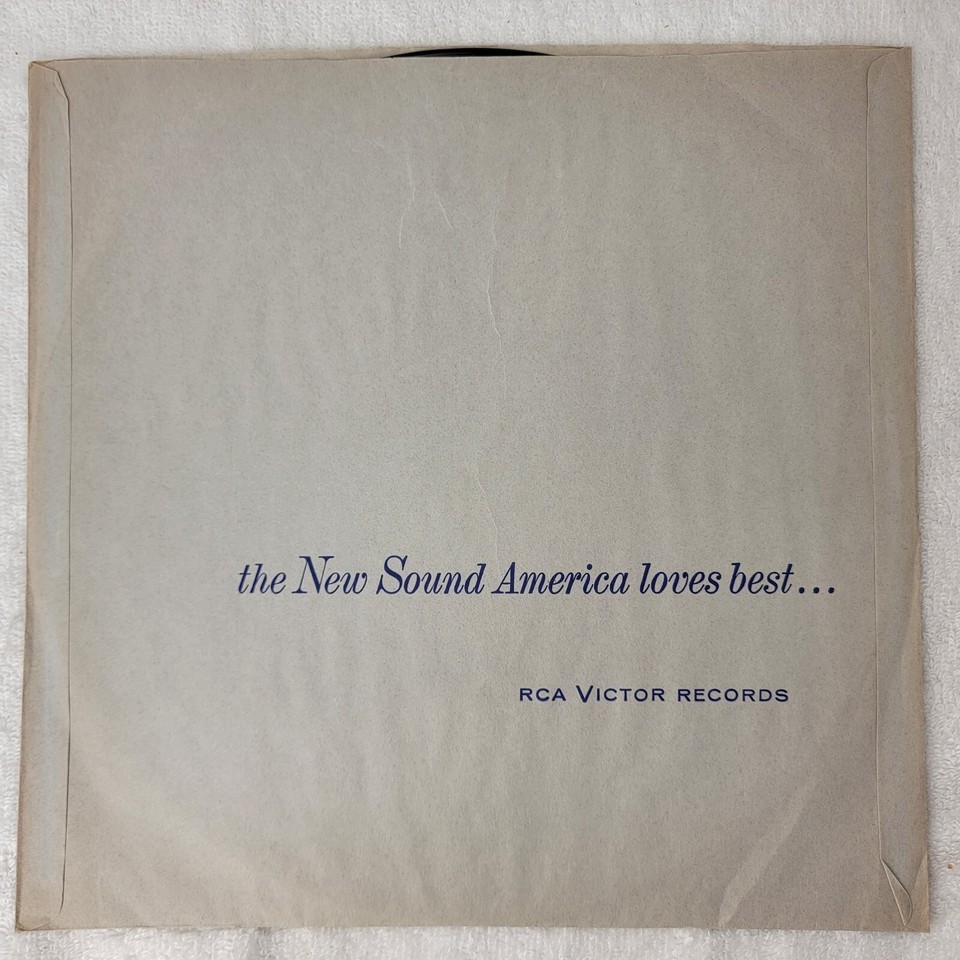 the New Sound America loves best...
RCA VICTOR RECORDS